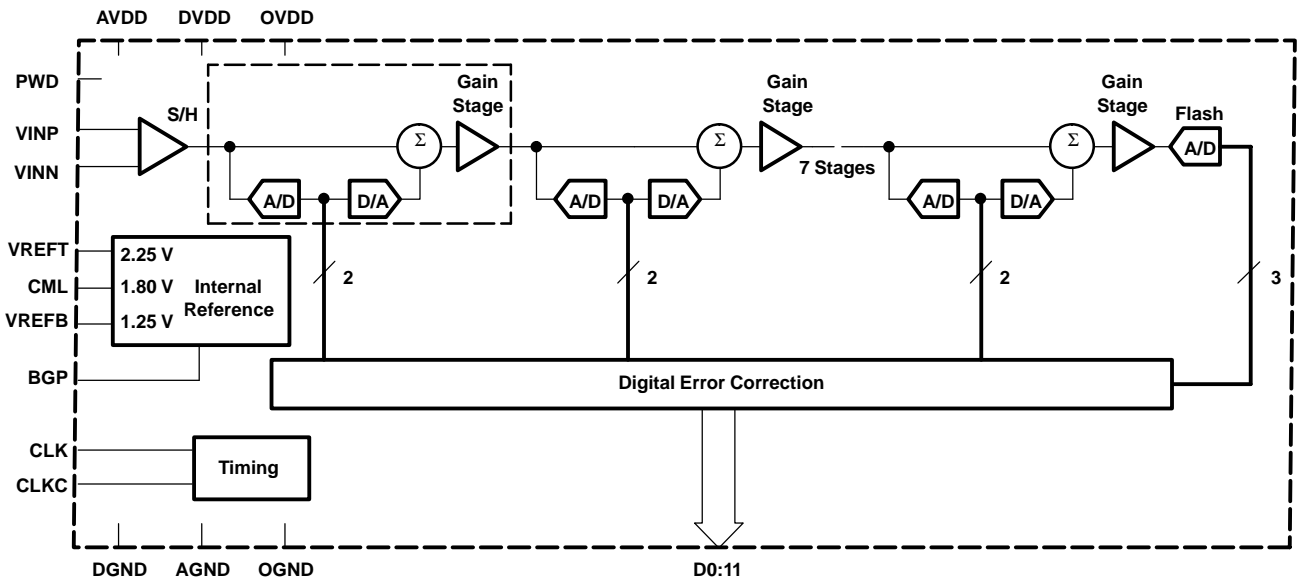 AVDD DVDD OVDD
PWD
Gain
Stage
Gain
Stage
Gain
Stage
S/H
Flash
VINP
Σ
Σ
Σ
A/D
VINN
7 Stages
A/D
D/A
A/D
D/A
A/D
D/A
VREFT
2.25 V
CML
1.80 V
Internal
Reference
2
2
2
3
VREFB
1.25 V
BGP
Digital Error Correction
CLK
Timing
CLKC
DGND AGND OGND
D0:11